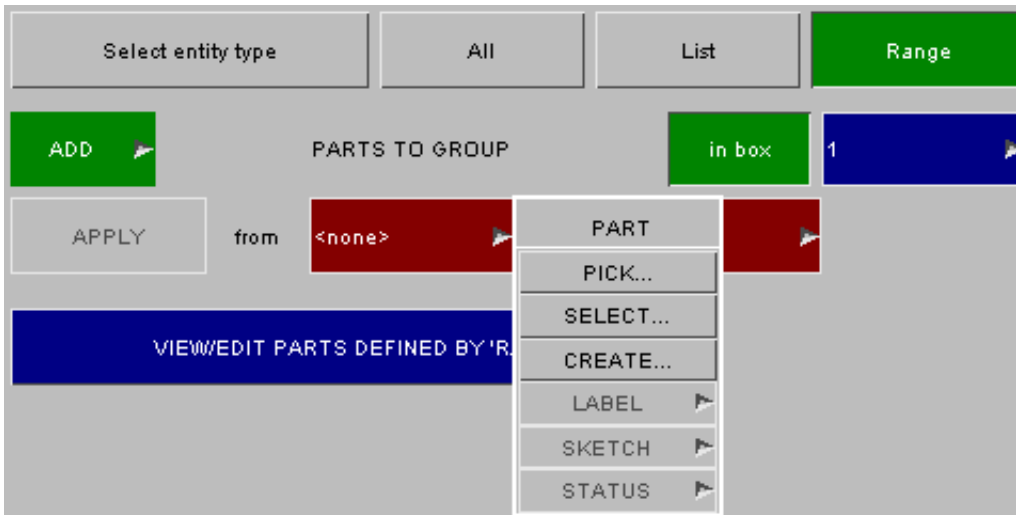 Select entity type All List Range
ADD PARTS TO GROUP in box 1
APPLY from <none>
PART
PICK...
SELECT...
VIEW/EDIT PARTS DEFINED BY 'R
CREATE...
LABEL
SKETCH
STATUS